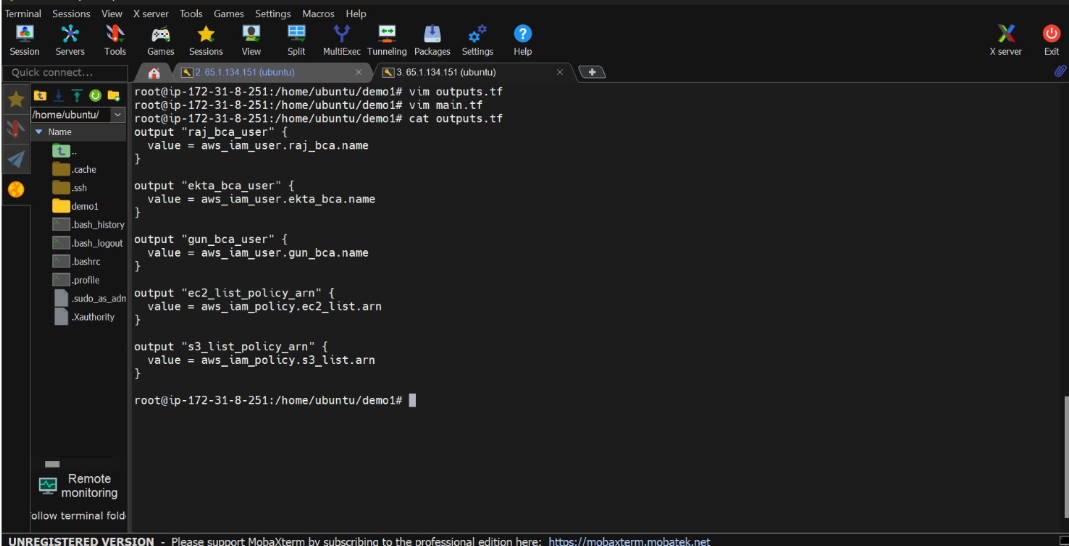 Terminal Sessions View X server Tools Games Settings Macros Help
Session Servers Tools Games Sessions View Split MultiExec Tunneling Packages Settings Help X server Exit
Quick connect...
2. 65.1.134.151 (ubuntu)
3. 65.1.134.151 (ubuntu)
/home/ubuntu/
Name
..
.cache
.ssh
demo1
.bash_history
.bash_logout
.bashrc
.profile
.sudo_as_adm
.Xauthority
Remote
monitoring
ollow terminal fold
root@ip-172-31-8-251:/home/ubuntu/demo1# vim outputs.tf
root@ip-172-31-8-251:/home/ubuntu/demo1# vim main.tf
root@ip-172-31-8-251:/home/ubuntu/demo1# cat outputs.tf
output "raj_bca_user" {
  value = aws_iam_user.raj_bca.name
}
output "ekta_bca_user" {
  value = aws_iam_user.ekta_bca.name
}
output "gun_bca_user" {
  value = aws_iam_user.gun_bca.name
}
output "ec2_list_policy_arn" {
  value = aws_iam_policy.ec2_list.arn
}
output "s3_list_policy_arn" {
  value = aws_iam_policy.s3_list.arn
}
root@ip-172-31-8-251:/home/ubuntu/demo1#
UNREGISTERED VERSION - Please support MobaXterm by subscribing to the professional edition here: https://mobaxterm.mobatek.net